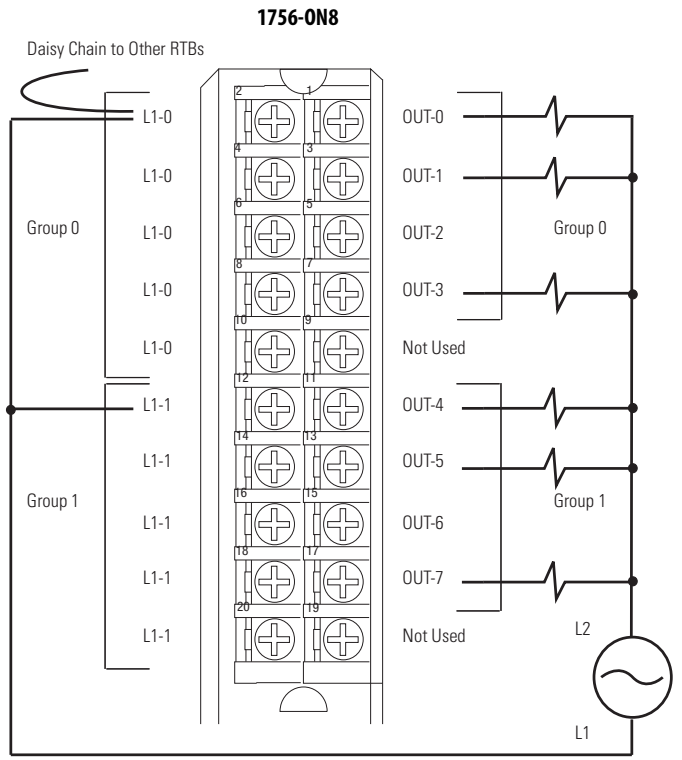 1756-ON8
Daisy Chain to Other RTBs
2 1
L1-0 OUT-0
4 3
L1-0 OUT-1
6 5
Group 0 L1-0 OUT-2 Group 0
8 7
L1-0 OUT-3
10 9
L1-0 Not Used
12 11
L1-1 OUT-4
14 13
L1-1 OUT-5
16 15
Group 1 L1-1 OUT-6 Group 1
18 17
L1-1 OUT-7
20 19
L1-1 Not Used
L2
L1